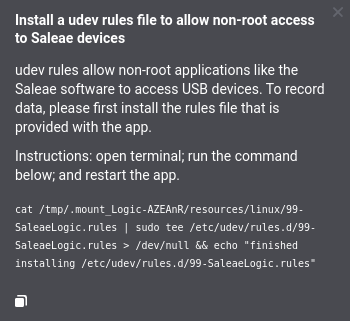 Install a udev rules file to allow non-root access
to Saleae devices
udev rules allow non-root applications like the
Saleae software to access USB devices. To record
data, please first install the rules file that is
provided with the app.
Instructions: open terminal; run the command
below; and restart the app.
cat /tmp/.mount_Logic-AZEAnR/resources/linux/99-
SaleaeLogic.rules | sudo tee /etc/udev/rules.d/99-
SaleaeLogic.rules > /dev/null && echo "finished
installing /etc/udev/rules.d/99-SaleaeLogic.rules"